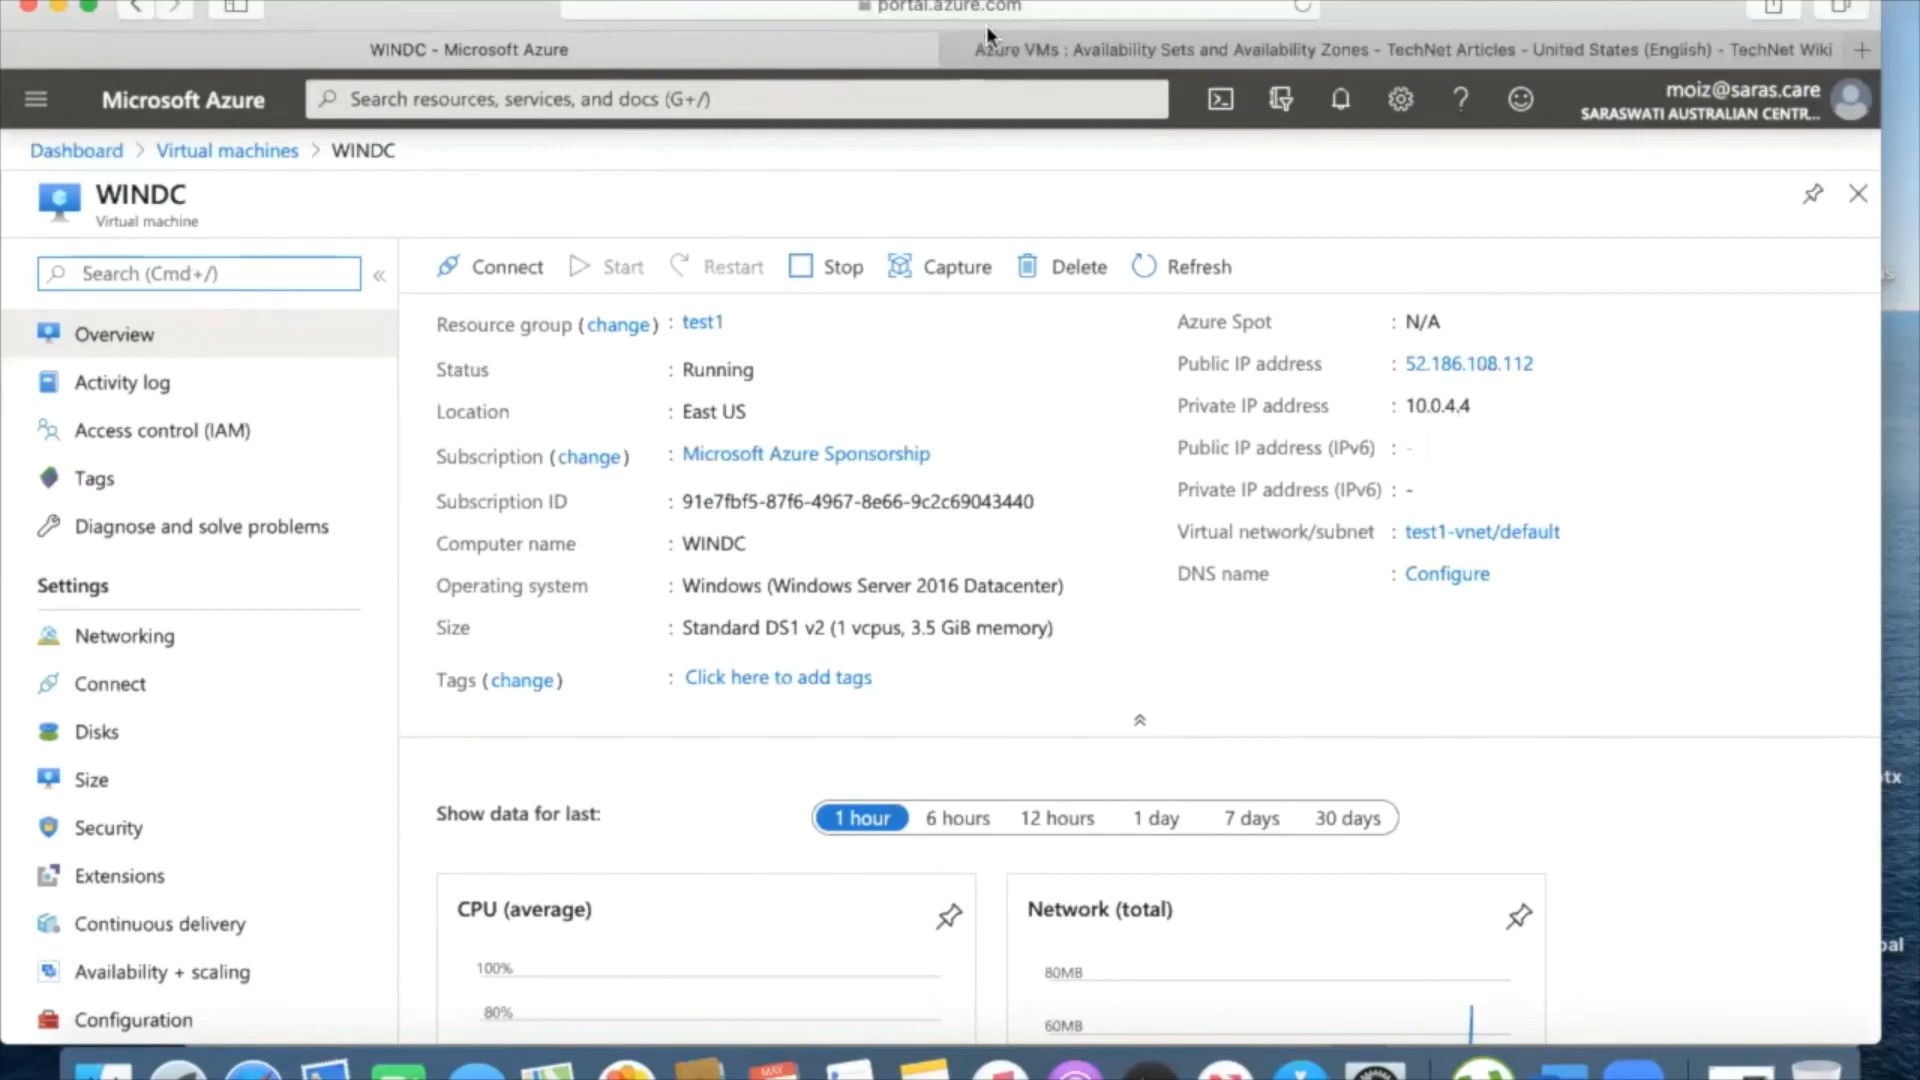 portal.azure.com
WINDC - Microsoft Azure
Azure VMs : Availability Sets and Availability Zones - TechNet Articles - United States (English) - TechNet Wiki
Microsoft Azure
Search resources, services, and docs (G+/)
moiz@saras.care
SARASWATI AUSTRALIAN CENTR...
Dashboard > Virtual machines > WINDC
WINDC
Virtual machine
Search (Cmd+/)
Connect Start Restart Stop Capture Delete Refresh
Overview
Activity log
Access control (IAM)
Tags
Diagnose and solve problems
Settings
Networking
Connect
Disks
Size
Security
Extensions
Continuous delivery
Availability + scaling
Configuration
Resource group (change) : test1
Status : Running
Location : East US
Subscription (change) : Microsoft Azure Sponsorship
Subscription ID : 91e7fbf5-87f6-4967-8e66-9c2c69043440
Computer name : WINDC
Operating system : Windows (Windows Server 2016 Datacenter)
Size : Standard DS1 v2 (1 vcpus, 3.5 GiB memory)
Tags (change) : Click here to add tags
Azure Spot : N/A
Public IP address : 52.186.108.112
Private IP address : 10.0.4.4
Public IP address (IPv6) : -
Private IP address (IPv6) : -
Virtual network/subnet : test1-vnet/default
DNS name : Configure
Show data for last:
1 hour 6 hours 12 hours 1 day 7 days 30 days
CPU (average)
100%
80%
Network (total)
80MB
60MB
MAY